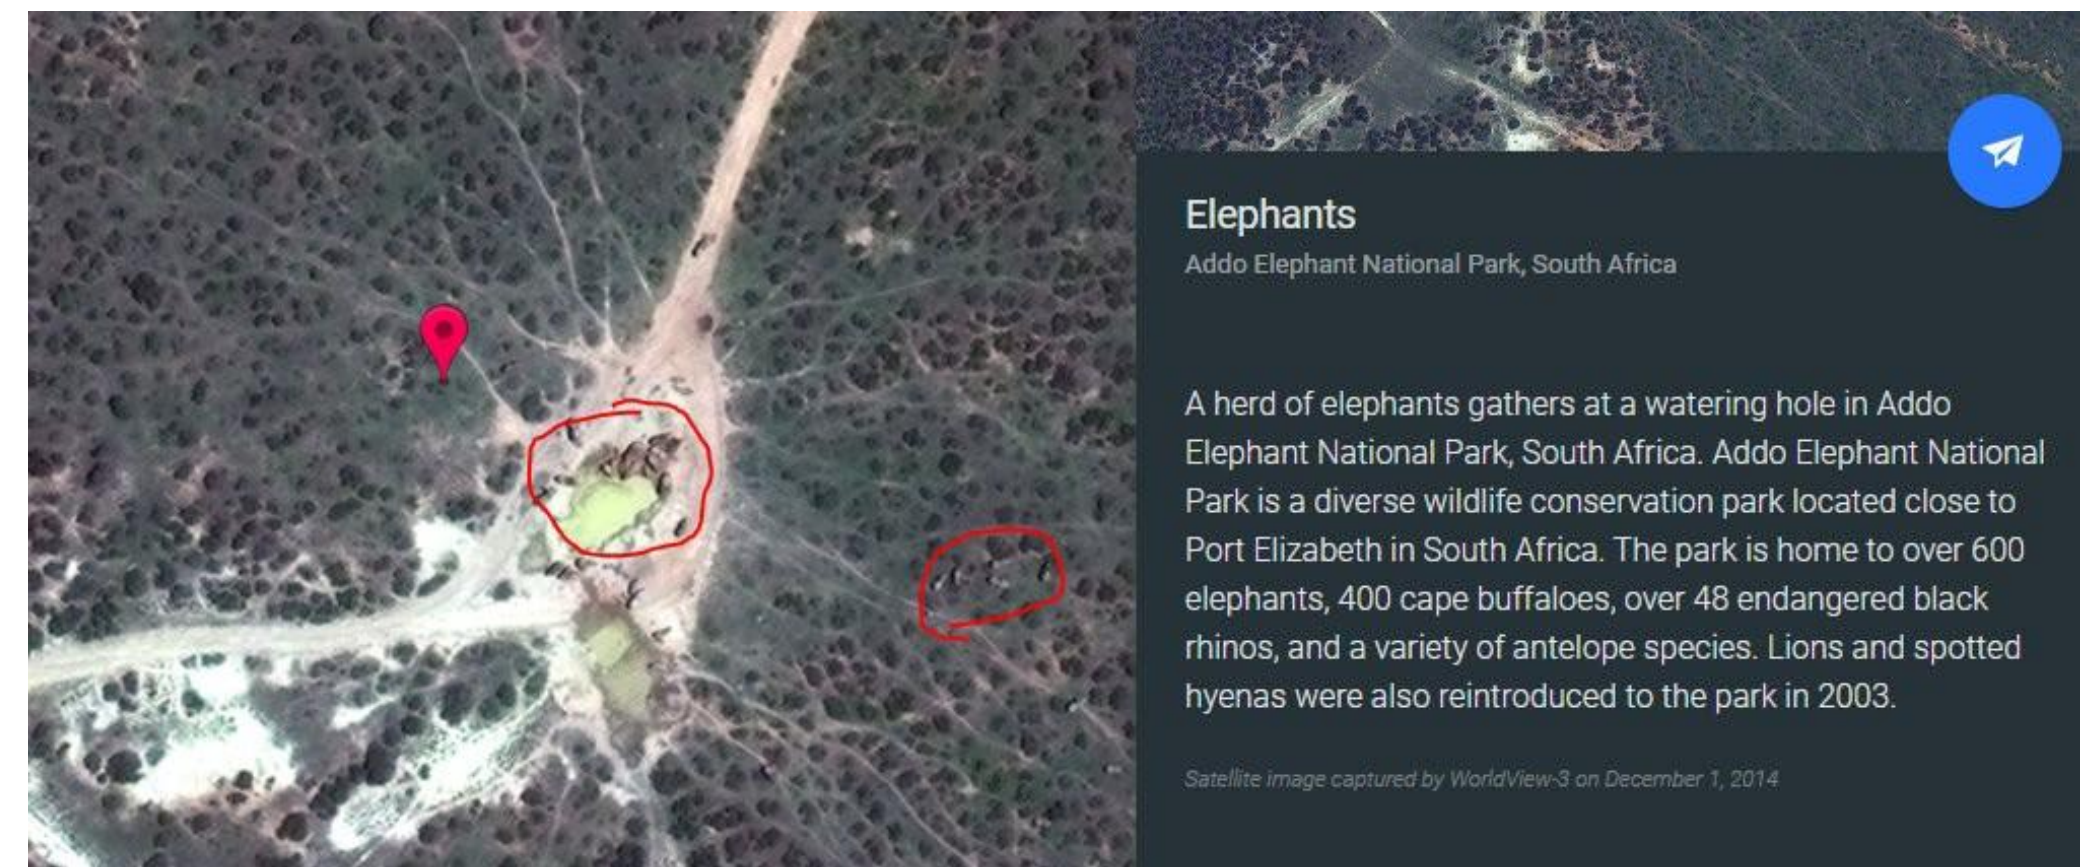 Elephants
Addo Elephant National Park, South Africa
A herd of elephants gathers at a watering hole in Addo
Elephant National Park, South Africa. Addo Elephant National
Park is a diverse wildlife conservation park located close to
Port Elizabeth in South Africa. The park is home to over 600
elephants, 400 cape buffaloes, over 48 endangered black
rhinos, and a variety of antelope species. Lions and spotted
hyenas were also reintroduced to the park in 2003.
Satellite image captured by WorldView-3 on December 1, 2014